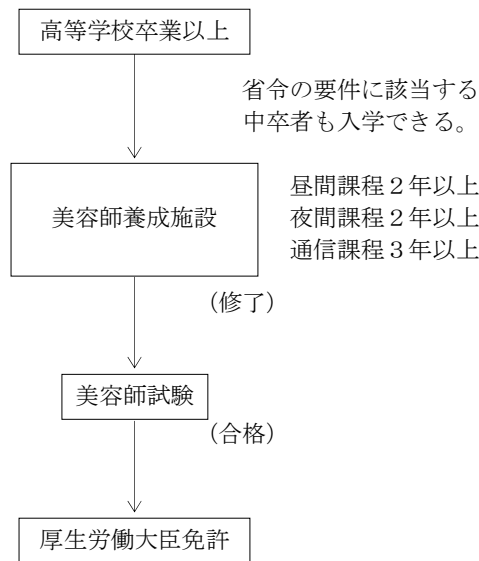 高等学校卒業以上
省令の要件に該当する
中卒者も入学できる。
美容師養成施設
昼間課程２年以上
夜間課程２年以上
通信課程３年以上
（修了）
美容師試験
（合格）
厚生労働大臣免許